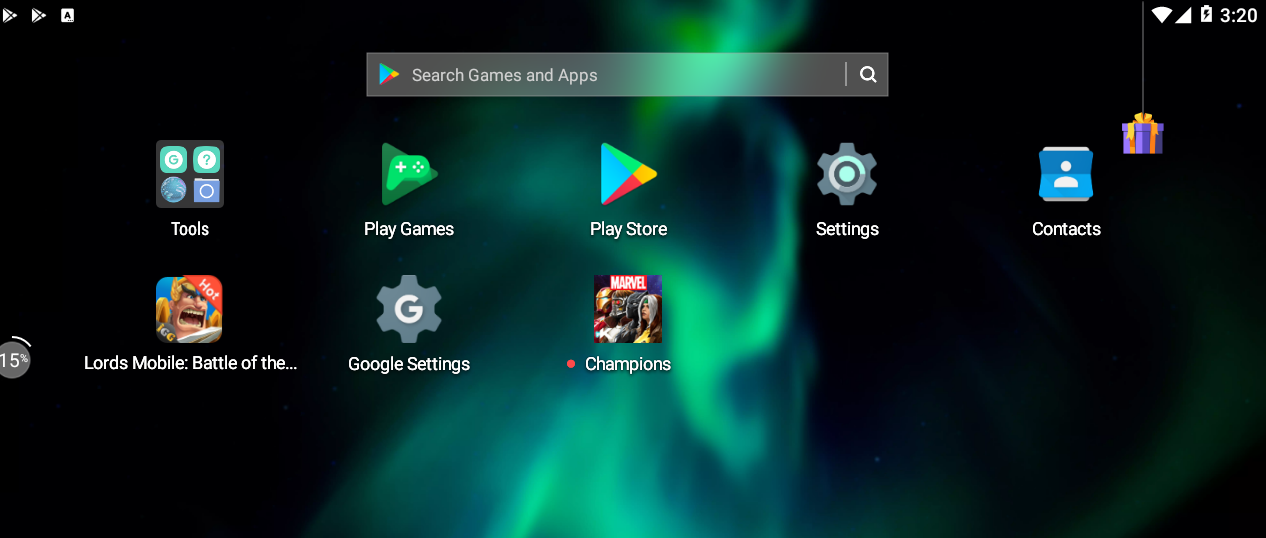 A
3:20
Search Games and Apps
G
?
Tools
Play Games
Play Store
Settings
Contacts
Hot
IGG
G
MARVEL
15%
Lords Mobile: Battle of the...
Google Settings
Champions